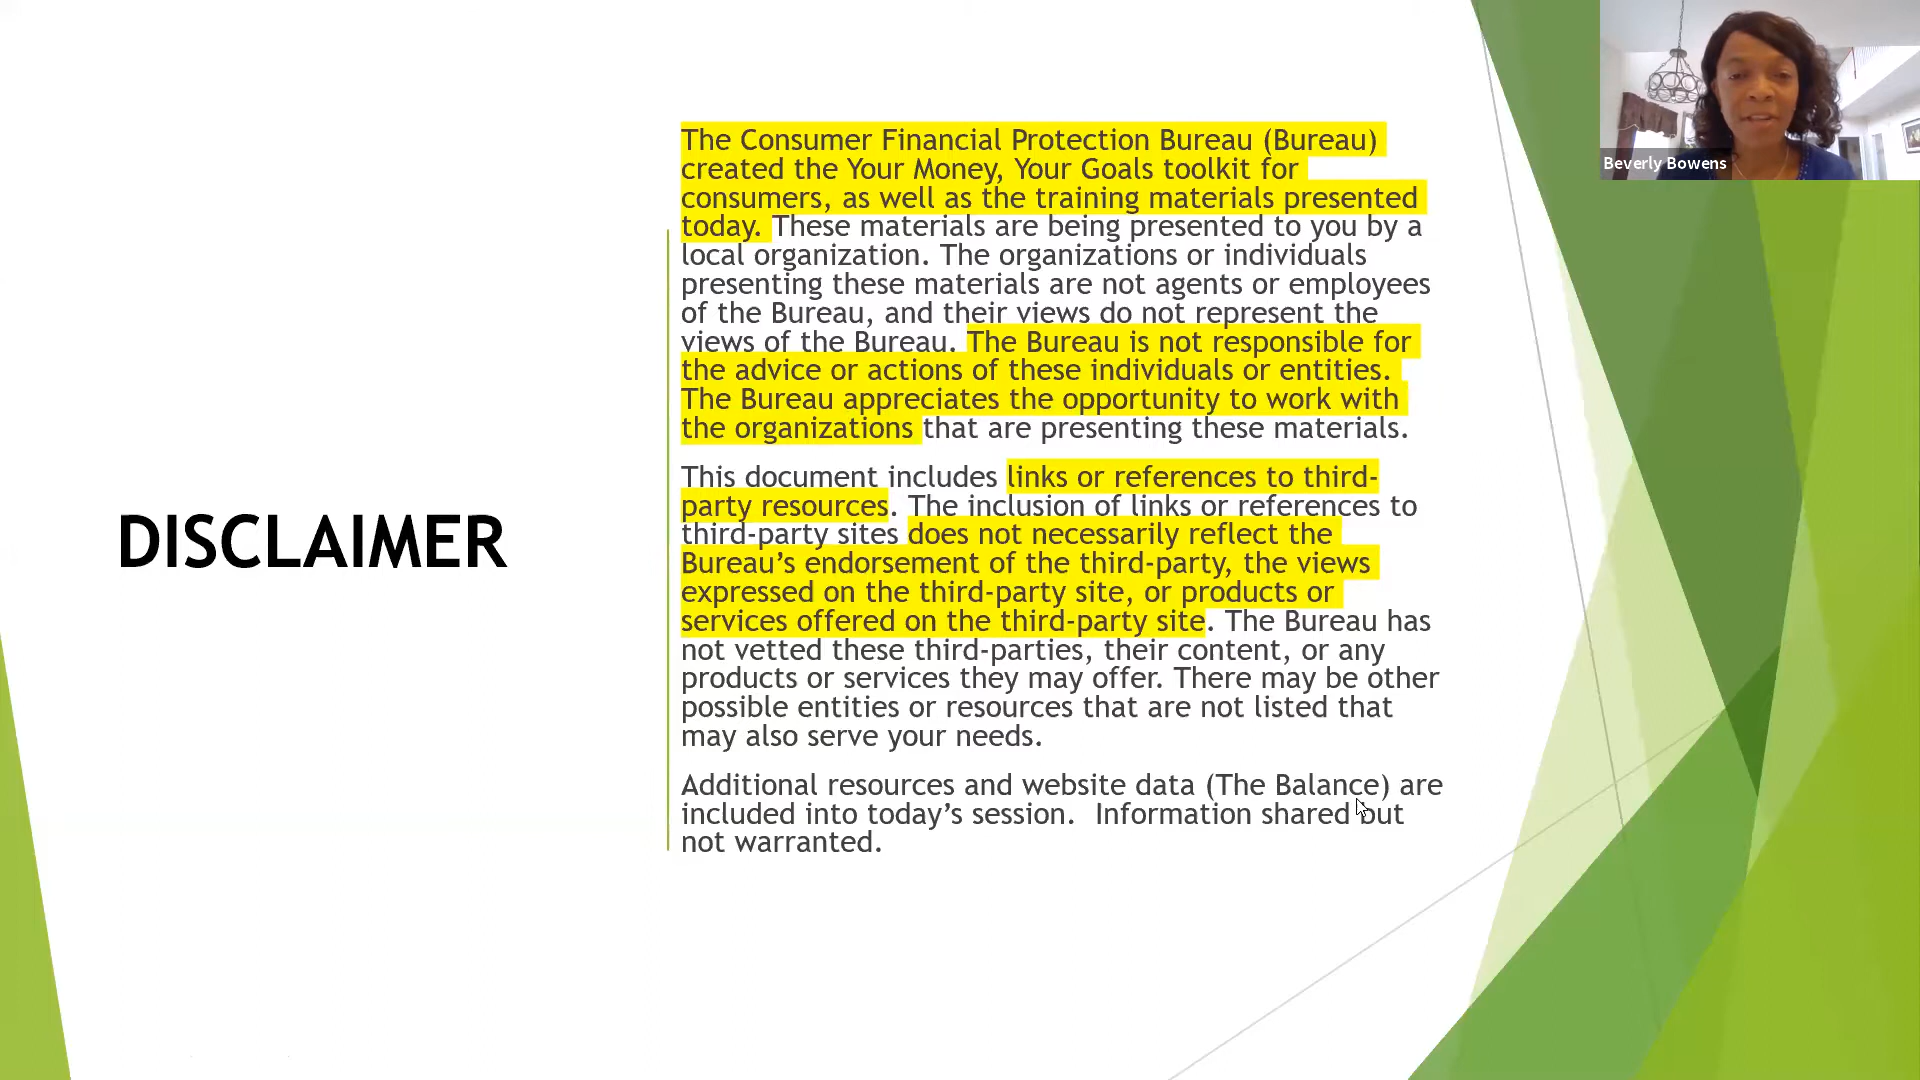 Beverly Bowens
DISCLAIMER
The Consumer Financial Protection Bureau (Bureau)
created the Your Money, Your Goals toolkit for
consumers, as well as the training materials presented
today. These materials are being presented to you by a
local organization. The organizations or individuals
presenting these materials are not agents or employees
of the Bureau, and their views do not represent the
views of the Bureau. The Bureau is not responsible for
the advice or actions of these individuals or entities.
The Bureau appreciates the opportunity to work with
the organizations that are presenting these materials.
This document includes links or references to third-
party resources. The inclusion of links or references to
third-party sites does not necessarily reflect the
Bureau’s endorsement of the third-party, the views
expressed on the third-party site, or products or
services offered on the third-party site. The Bureau has
not vetted these third-parties, their content, or any
products or services they may offer. There may be other
possible entities or resources that are not listed that
may also serve your needs.
Additional resources and website data (The Balance) are
included into today’s session.  Information shared but
not warranted.